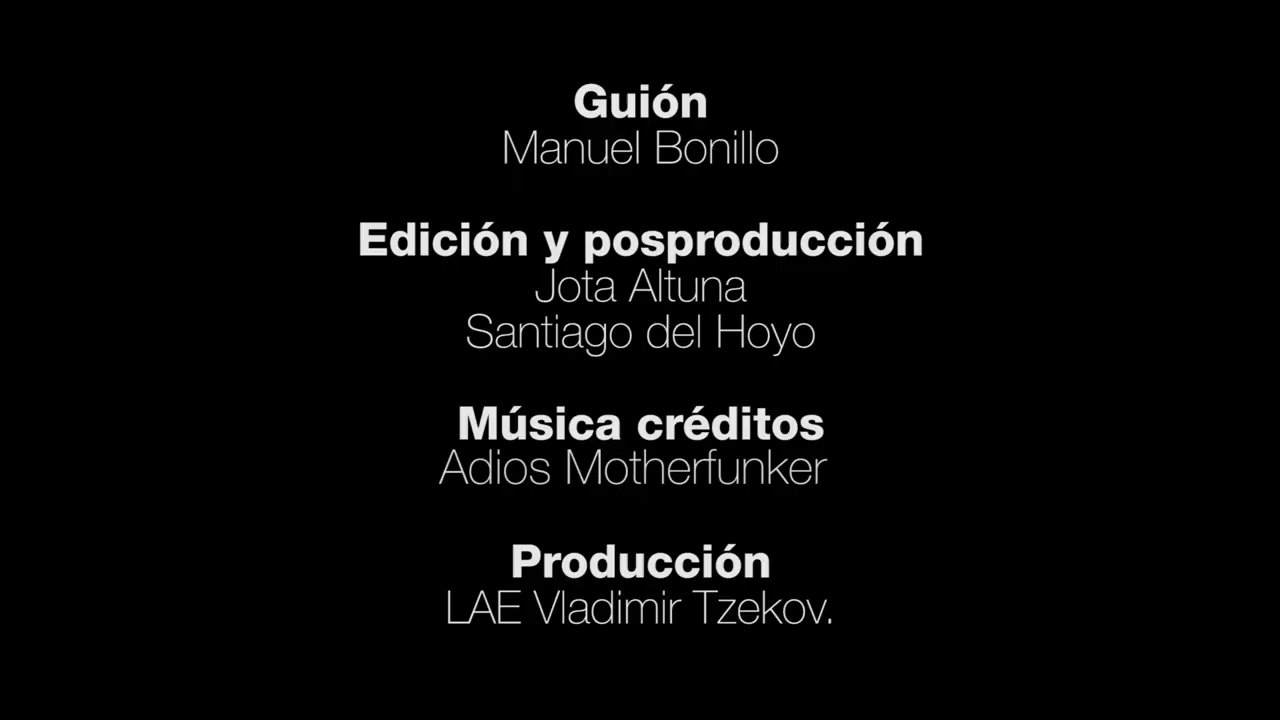 Guión
Manuel Bonillo
Edición y posproducción
Jota Altuna
Santiago del Hoyo
Música créditos
Adios Motherfunker
Producción
LAE Vladimir Tzekov.